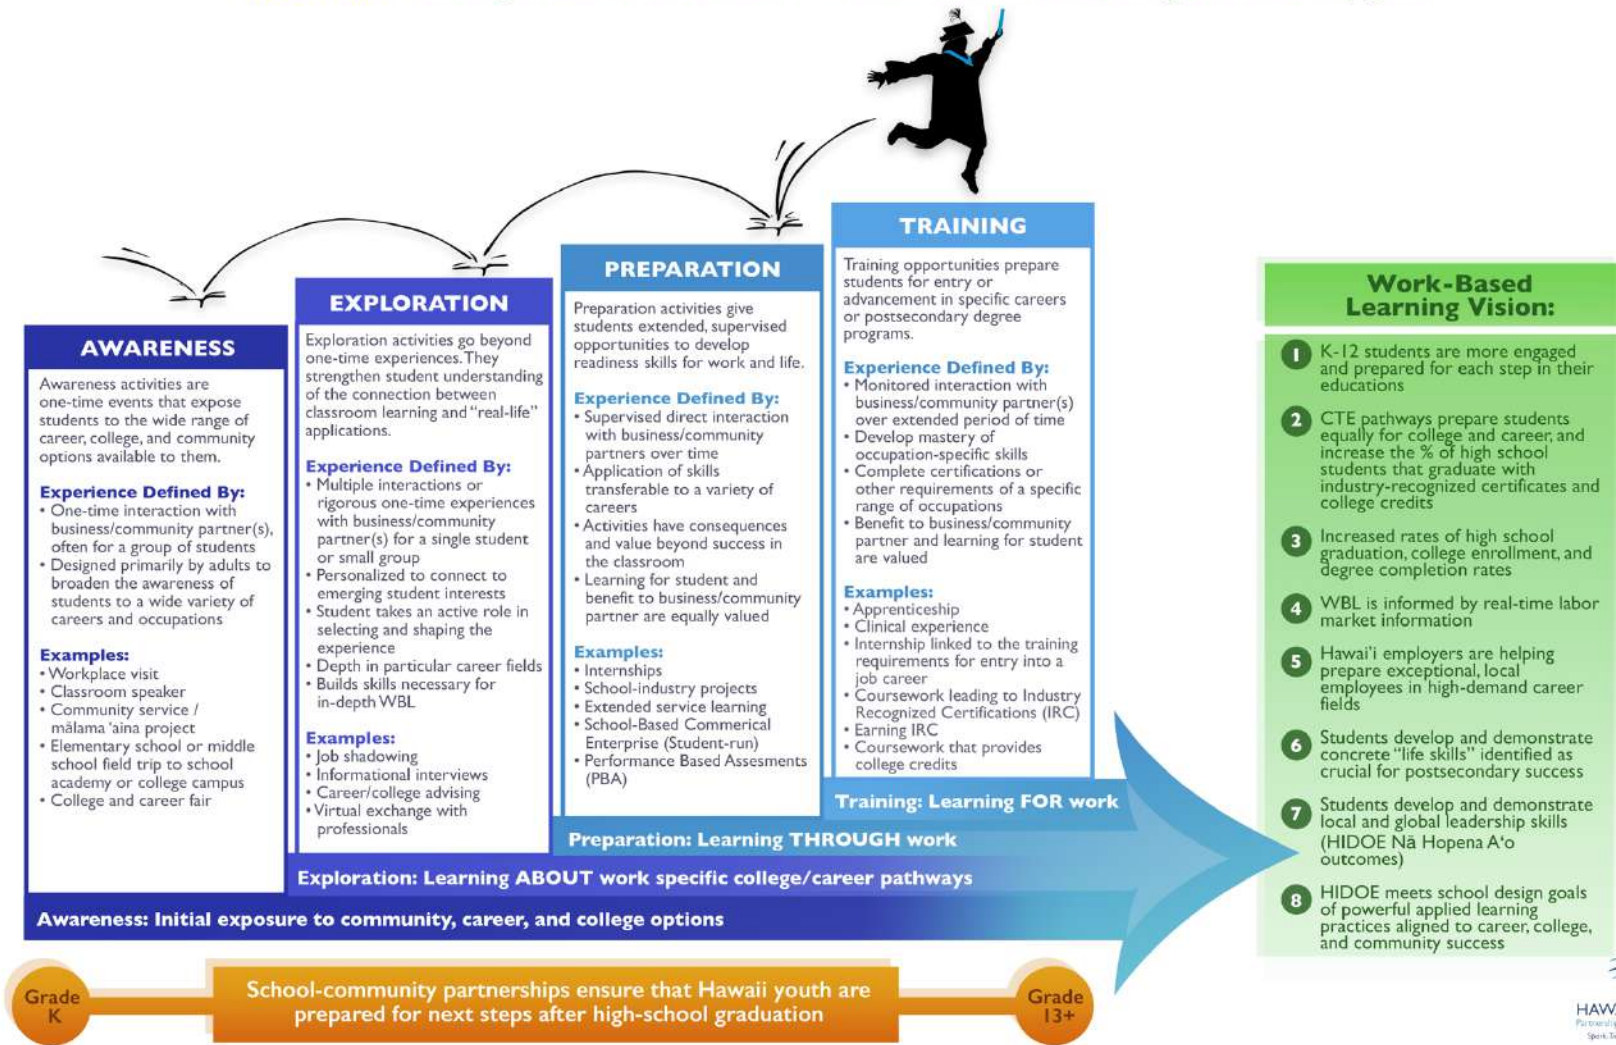 AWARENESS
Awareness activities are
one-time events that expose
students to the wide range of
career, college, and community
options available to them.
Experience Defined By:
• One-time interaction with
business/community partner(s),
often for a group of students
• Designed primarily by adults to
broaden the awareness of
students to a wide variety of
careers and occupations
Examples:
• Workplace visit
• Classroom speaker
• Community service /
mālama 'aina project
• Elementary school or middle
school field trip to school
academy or college campus
• College and career fair
EXPLORATION
Exploration activities go beyond
one-time experiences. They
strengthen student understanding
of the connection between
classroom learning and "real-life"
applications.
Experience Defined By:
• Multiple interactions or
rigorous one-time experiences
with business/community
partner(s) for a single student
or small group
• Personalized to connect to
emerging student interests
• Student takes an active role in
selecting and shaping the
experience
• Depth in particular career fields
• Builds skills necessary for
in-depth WBL
Examples:
• Job shadowing
• Informational interviews
• Career/college advising
• Virtual exchange with
professionals
PREPARATION
Preparation activities give
students extended, supervised
opportunities to develop
readiness skills for work and life.
Experience Defined By:
• Supervised direct interaction
with business/community
partners over time
• Application of skills
transferable to a variety of
careers
• Activities have consequences
and value beyond success in
the classroom
• Learning for student and
benefit to business/community
partner are equally valued
Examples:
• Internships
• School-industry projects
• Extended service learning
• School-Based Commerical
Enterprise (Student-run)
• Performance Based Assesments
(PBA)
TRAINING
Training opportunities prepare
students for entry or
advancement in specific careers
or postsecondary degree
programs.
Experience Defined By:
• Monitored interaction with
business/community partner(s)
over extended period of time
• Develop mastery of
occupation-specific skills
• Complete certifications or
other requirements of a specific
range of occupations
• Benefit to business/community
partner and learning for student
are valued
Examples:
• Apprenticeship
• Clinical experience
• Internship linked to the training
requirements for entry into a
job career
• Coursework leading to Industry
Recognized Certifications (IRC)
• Earning IRC
• Coursework that provides
college credits
Training: Learning FOR work
Preparation: Learning THROUGH work
Exploration: Learning ABOUT work specific college/career pathways
Awareness: Initial exposure to community, career, and college options
Grade
K
School-community partnerships ensure that Hawaii youth are
prepared for next steps after high-school graduation
Grade
13+
Work-Based
Learning Vision:
1 K-12 students are more engaged
and prepared for each step in their
educations
2 CTE pathways prepare students
equally for college and career, and
increase the % of high school
students that graduate with
industry-recognized certificates and
college credits
3 Increased rates of high school
graduation, college enrollment, and
degree completion rates
4 WBL is informed by real-time labor
market information
5 Hawai'i employers are helping
prepare exceptional, local
employees in high-demand career
fields
6 Students develop and demonstrate
concrete "life skills" identified as
crucial for postsecondary success
7 Students develop and demonstrate
local and global leadership skills
(HIDOE Nā Hopena A'o
outcomes)
8 HIDOE meets school design goals
of powerful applied learning
practices aligned to career, college,
and community success